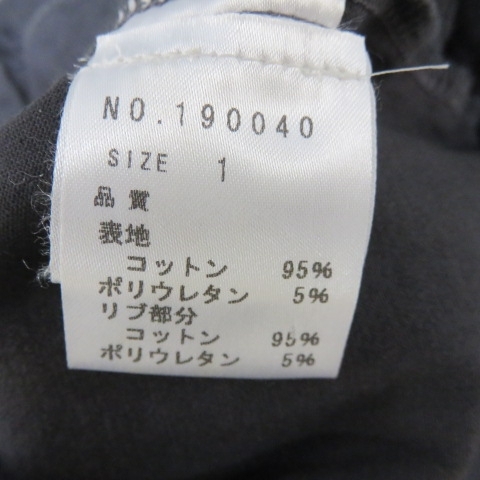 NO.190040
SIZE 1
品質
表地
コットン 95%
ポリウレタン 5%
リブ部分
コットン 95%
ポリウレタン 5%